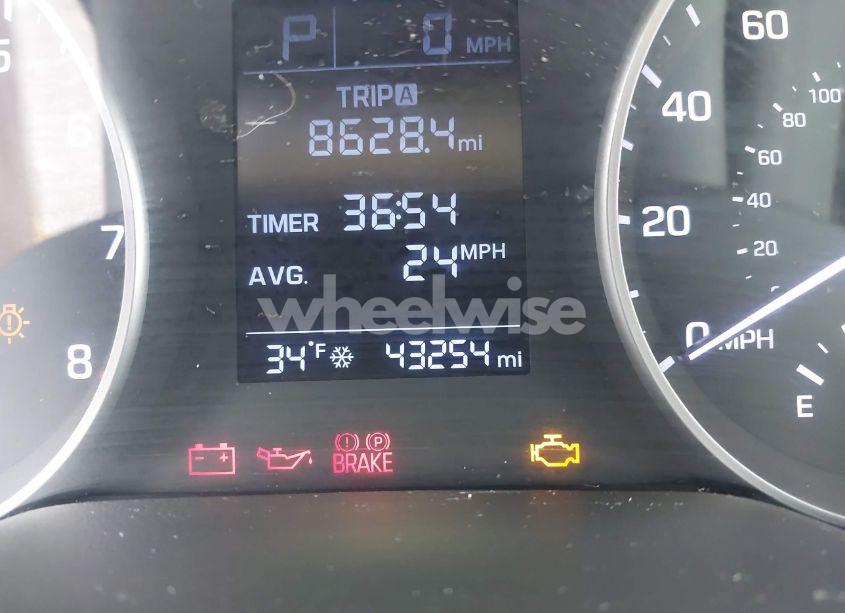 P 0 MPH
TRIP A
8628.4 mi
TIMER 36:54
AVG. 24 MPH
34°F 43254 mi
5
6
7
8
60
40
20
0 MPH
100
80
60
40
20
E
- +
(!) (P)
BRAKE
wheelwise